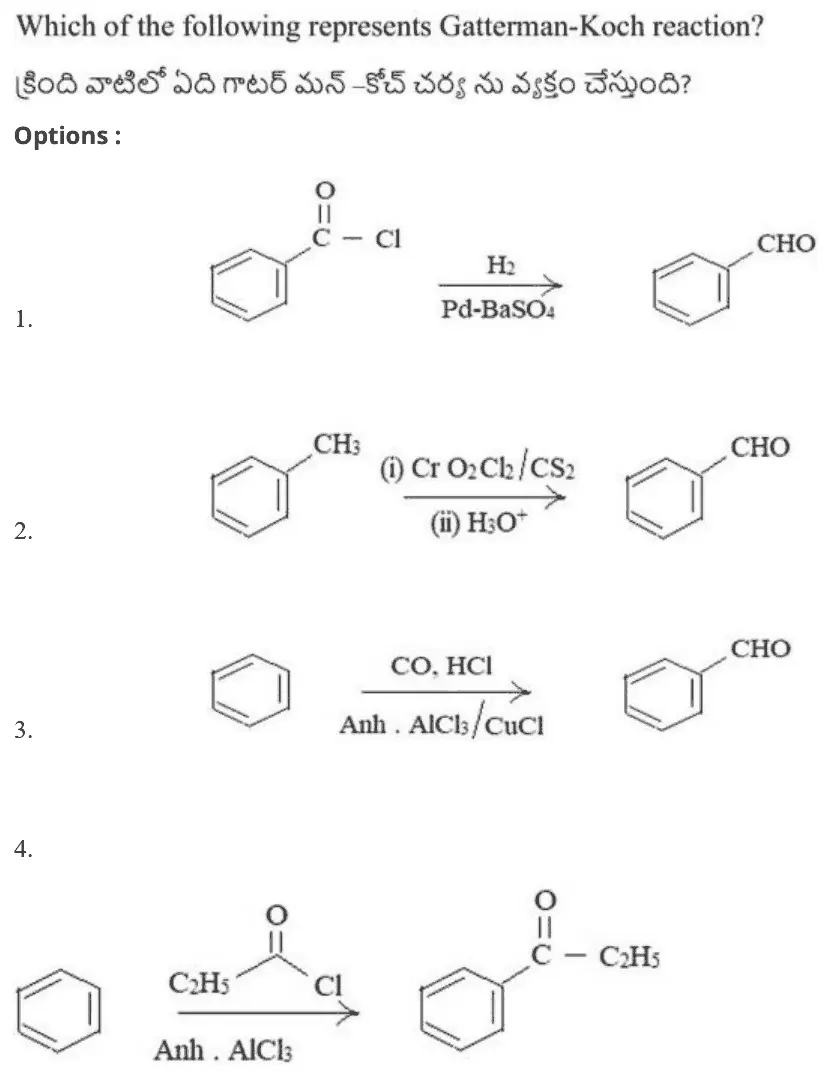 Which of the following represents Gatterman-Koch reaction?
క్రింది వాటిలో ఏది గాటర్ మన్ –కోచ్ చర్య ను వ్యక్తం చేస్తుంది?
Options :
1.
O
C – Cl
H₂
Pd-BaSO₄
CHO
2.
CH₃
(i) Cr O₂Cl₂/CS₂
(ii) H₃O⁺
CHO
3.
CO, HCl
Anh . AlCl₃/CuCl
CHO
4.
O
C₂H₅
Cl
Anh . AlCl₃
O
C – C₂H₅